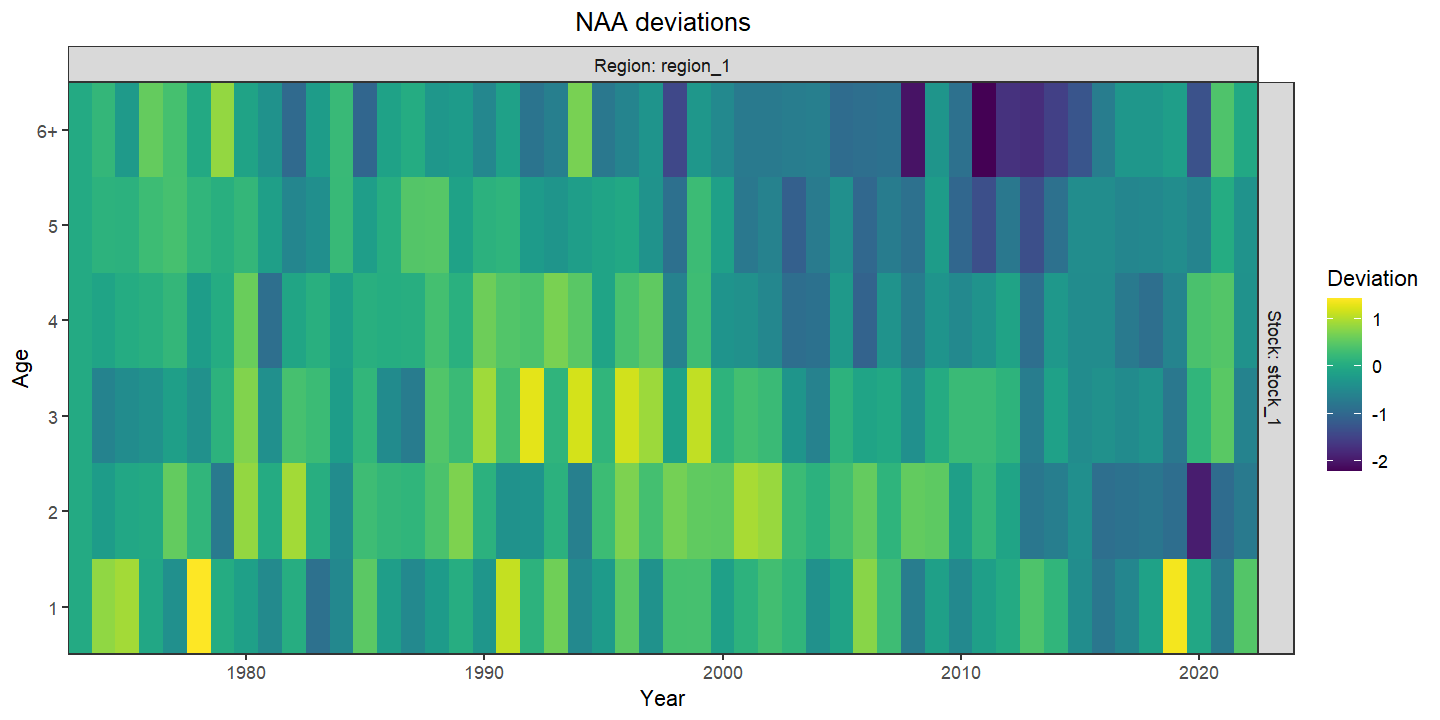 NAA deviations
Region: region_1
6+
5
4
3
2
1
Age
1980
1990
2000
2010
2020
Year
Stock: stock_1
Deviation
1
0
-1
-2